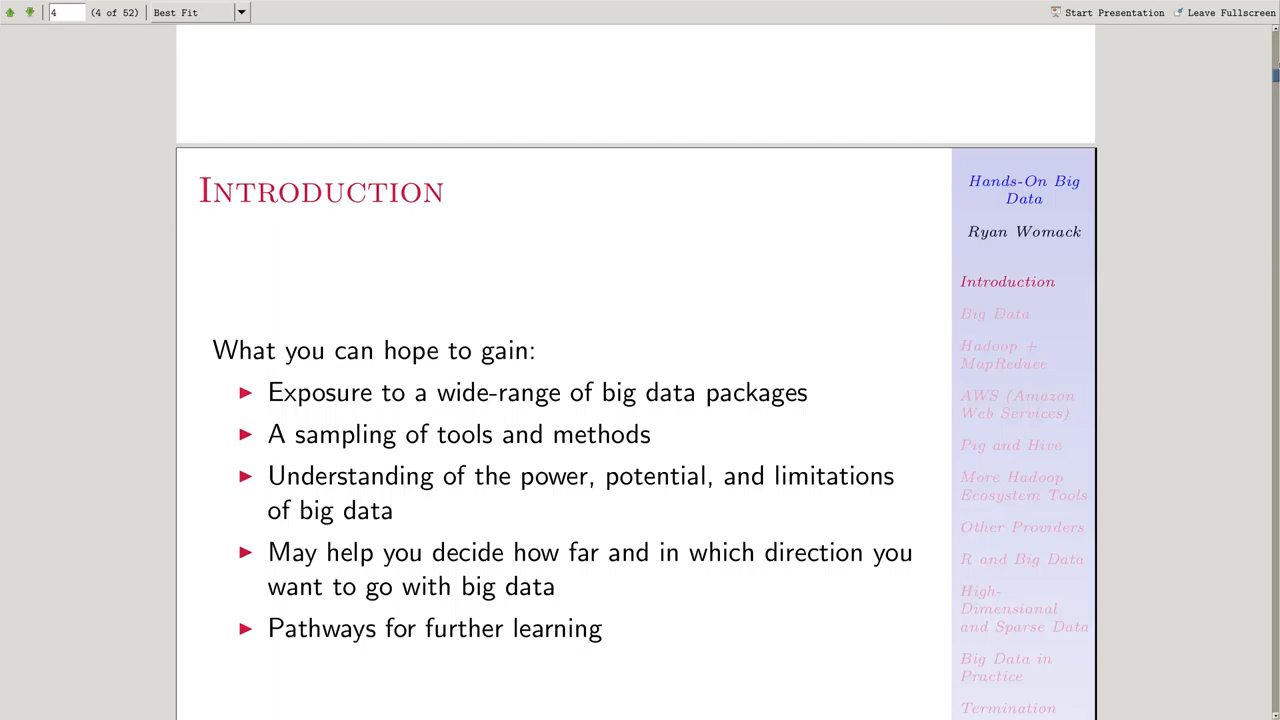 4 (4 of 52) Best Fit Start Presentation Leave Fullscreen
Introduction
What you can hope to gain:
Exposure to a wide-range of big data packages
A sampling of tools and methods
Understanding of the power, potential, and limitations
of big data
May help you decide how far and in which direction you
want to go with big data
Pathways for further learning
Hands-On Big
Data
Ryan Womack
Introduction
Big Data
Hadoop +
MapReduce
AWS (Amazon
Web Services)
Pig and Hive
More Hadoop
Ecosystem Tools
Other Providers
R and Big Data
High-
Dimensional
and Sparse Data
Big Data in
Practice
Termination